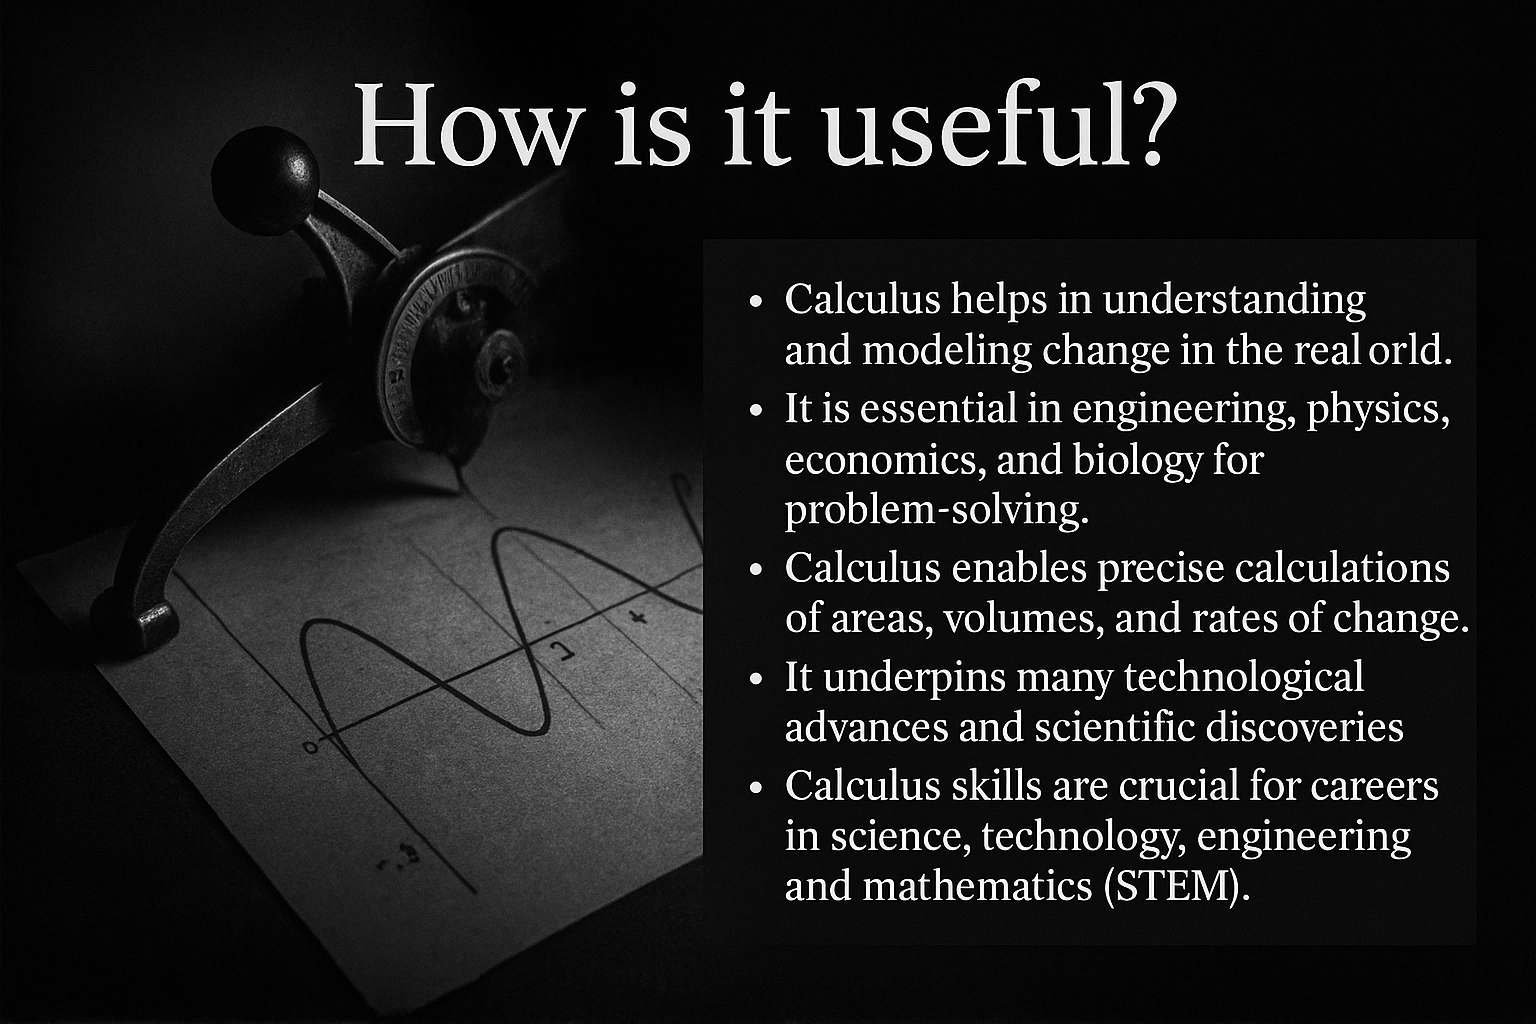 How is it useful?
• Calculus helps in understanding
and modeling change in the real orld.
• It is essential in engineering, physics,
economics, and biology for
problem-solving.
• Calculus enables precise calculations
of areas, volumes, and rates of change.
• It underpins many technological
advances and scientific discoveries
• Calculus skills are crucial for careers
in science, technology, engineering
and mathematics (STEM).